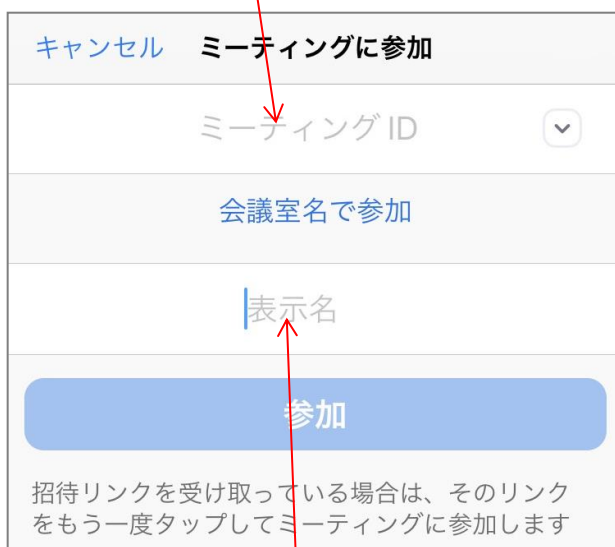 キャンセル ミーティングに参加
ミーティング ID
会議室名で参加
表示名
参加
招待リンクを受け取っている場合は、そのリンク
をもう一度タップしてミーティングに参加します